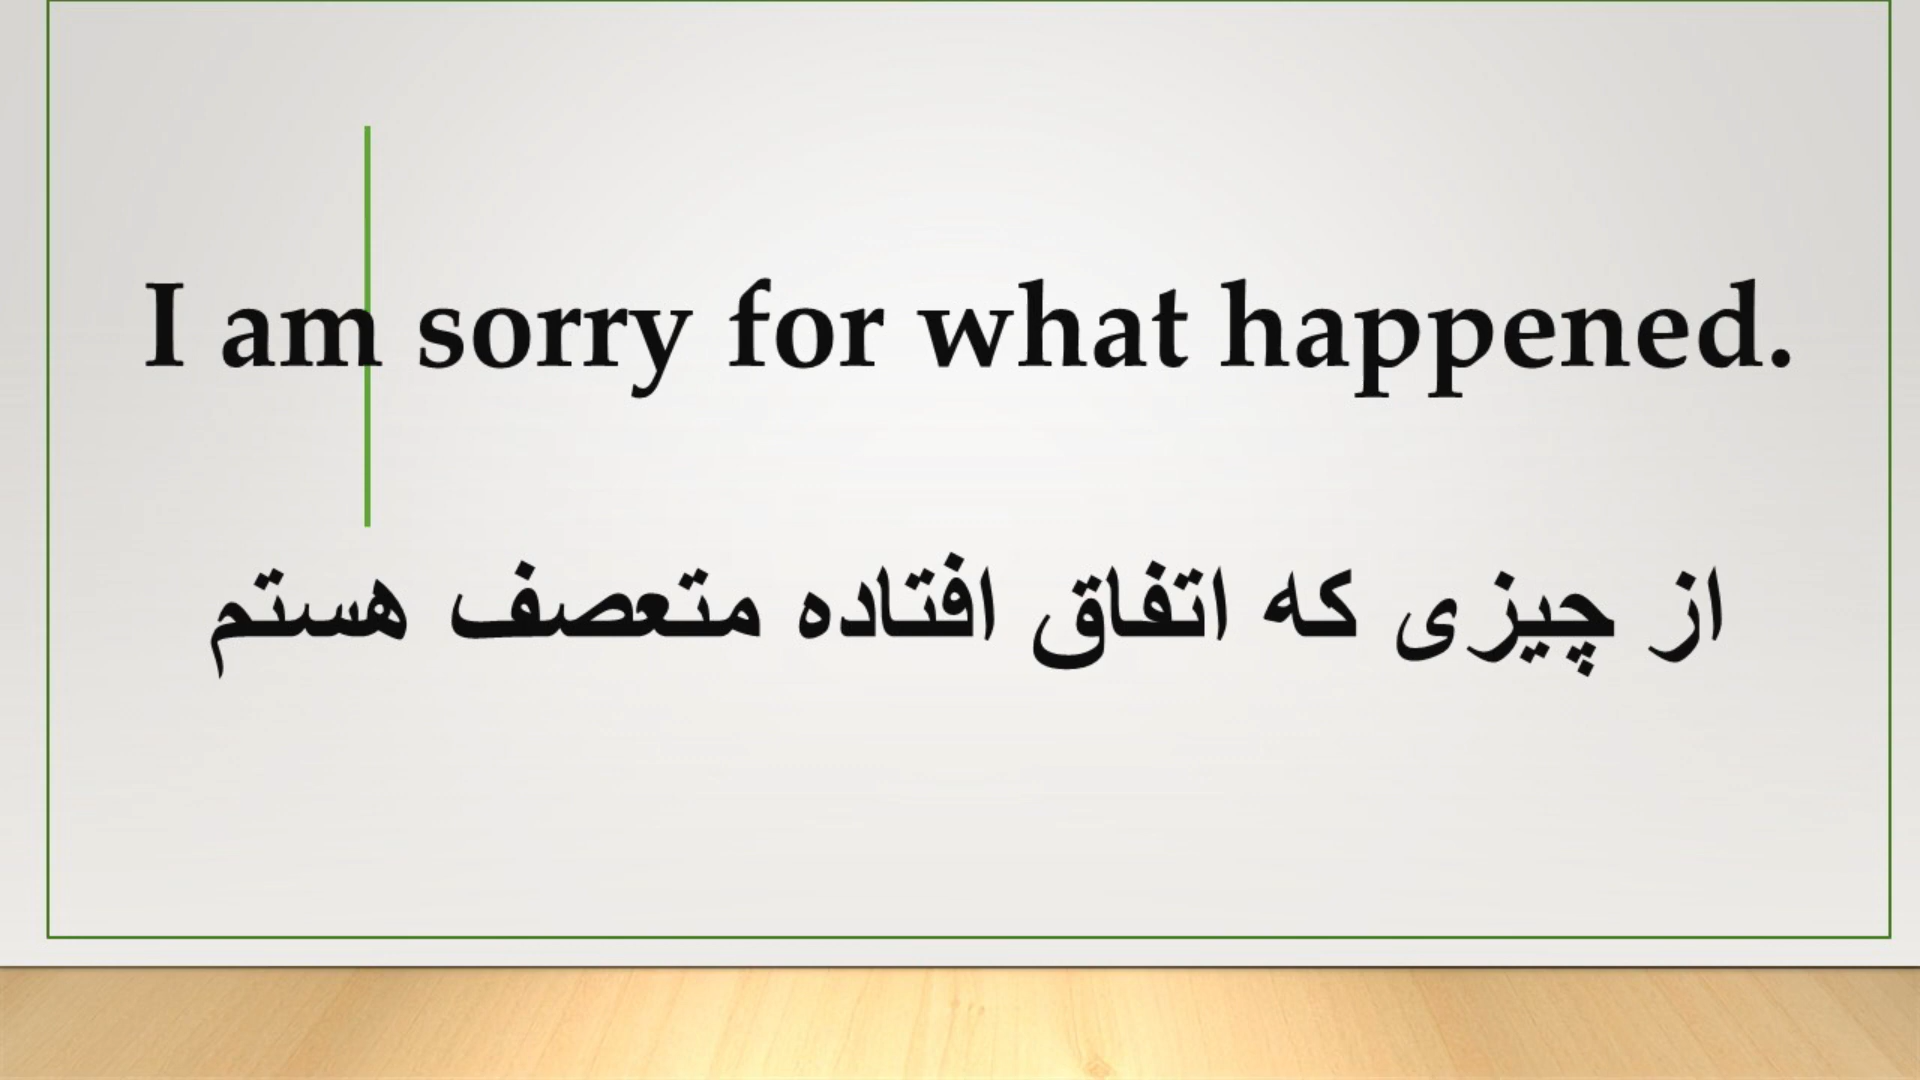 I am sorry for what happened.
از چیزی که اتفاق افتاده متعصف هستم